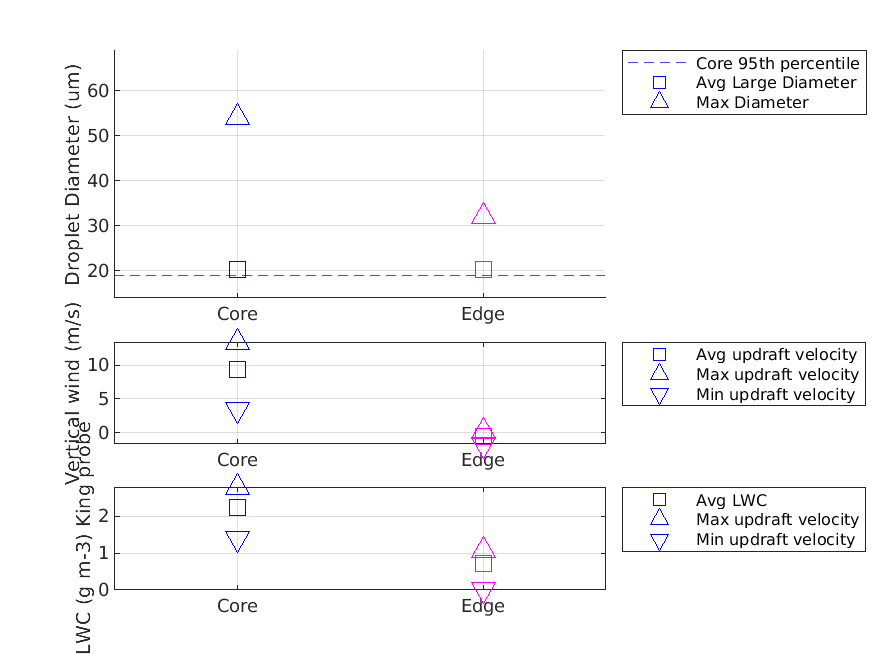 Droplet Diameter (um)
60
50
40
30
20
Core
Edge
Core 95th percentile
Avg Large Diameter
Max Diameter
Vertical wind (m/s)
10
5
0
Core
Edge
Avg updraft velocity
Max updraft velocity
Min updraft velocity
LWC (g m-3) King probe
2
1
0
Core
Edge
Avg LWC
Max updraft velocity
Min updraft velocity